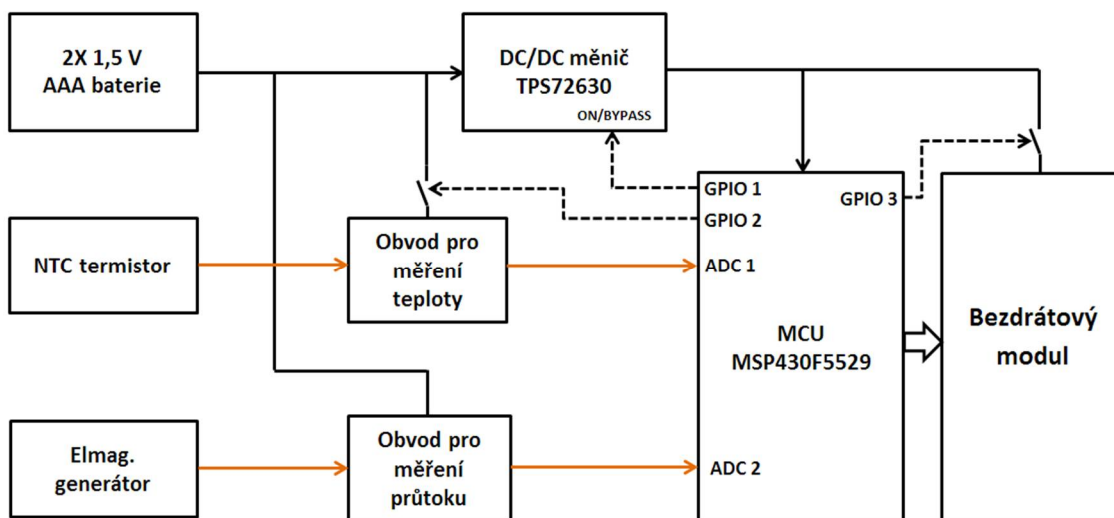 2X 1,5 V
AAA baterie
DC/DC měnič
TPS72630
ON/BYPASS
GPIO 1
GPIO 2
GPIO 3
NTC termistor
Obvod pro
měření
teploty
ADC 1
MCU
MSP430F5529
Bezdrátový
modul
Elmag.
generátor
Obvod pro
měření
průtoku
ADC 2